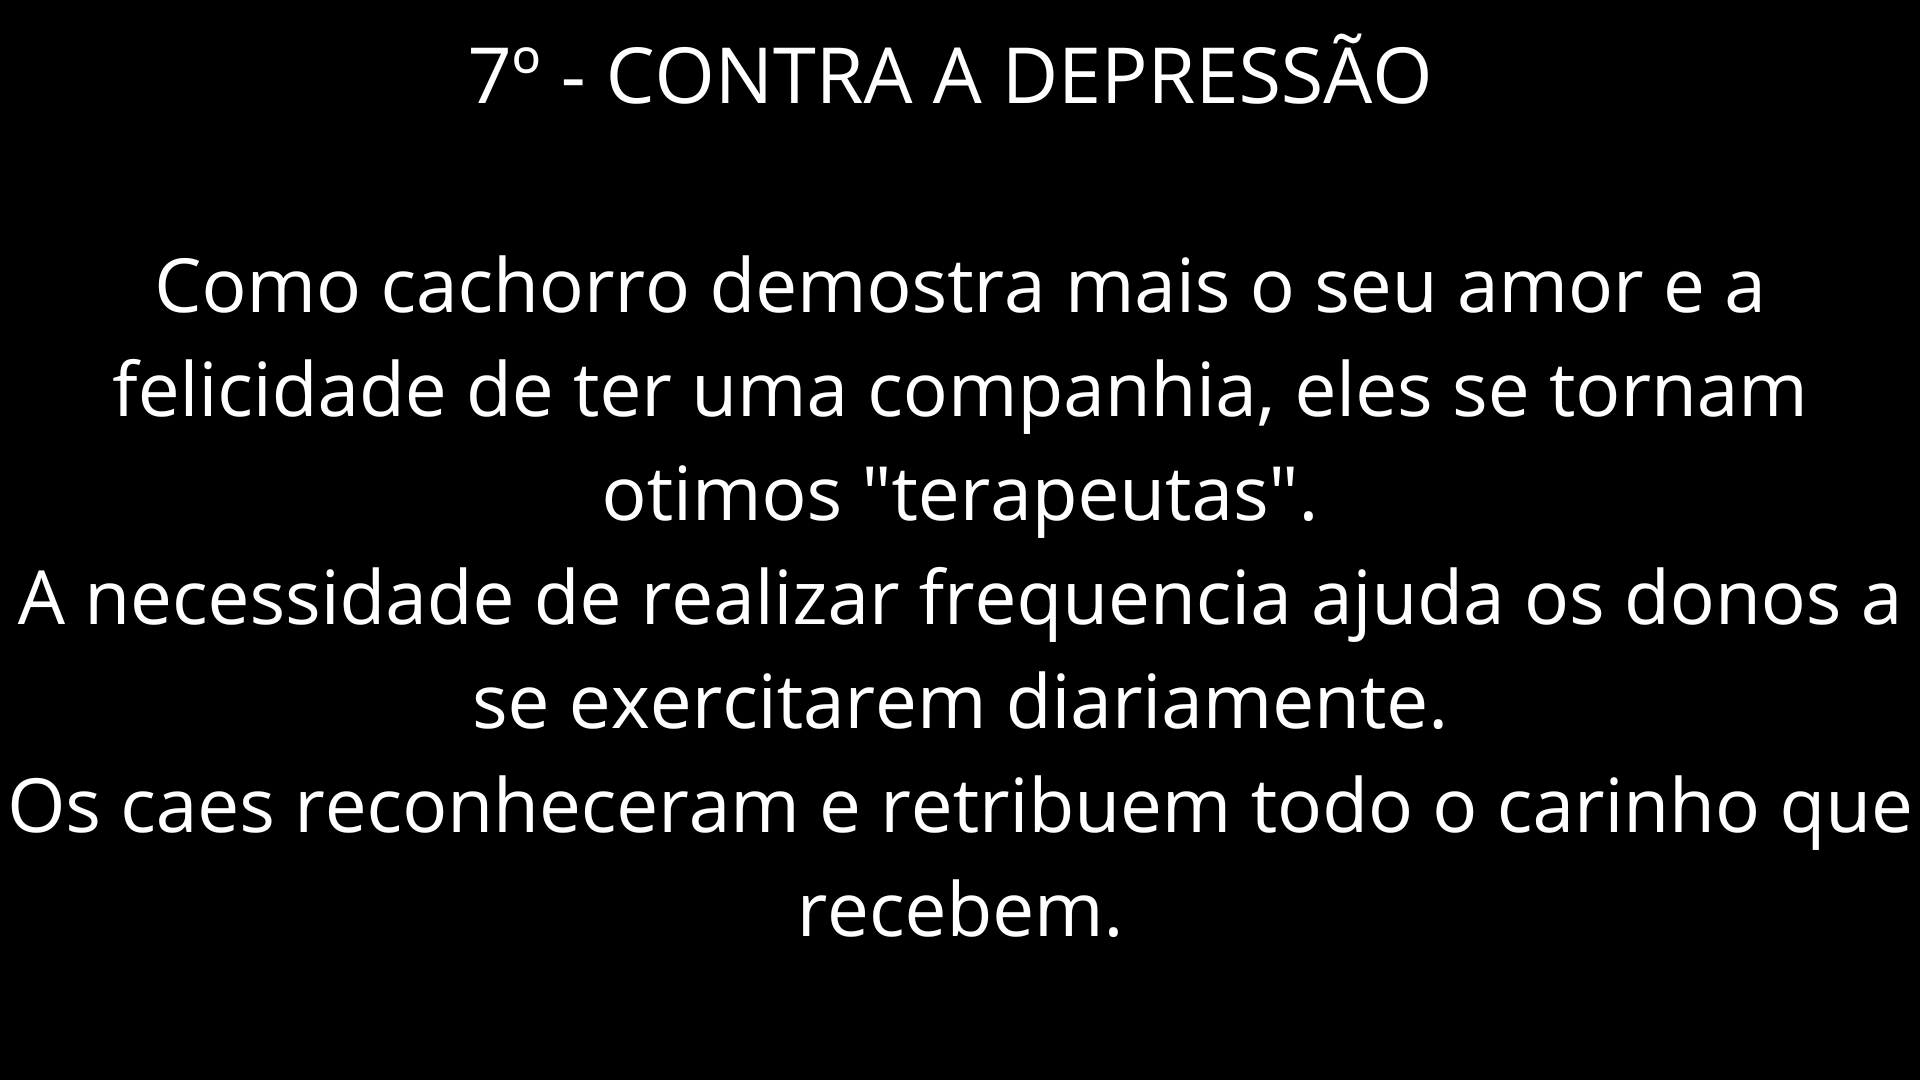 7º - CONTRA A DEPRESSÃO
Como cachorro demostra mais o seu amor e a
felicidade de ter uma companhia, eles se tornam
otimos "terapeutas".
A necessidade de realizar frequencia ajuda os donos a
se exercitarem diariamente.
Os caes reconheceram e retribuem todo o carinho que
recebem.